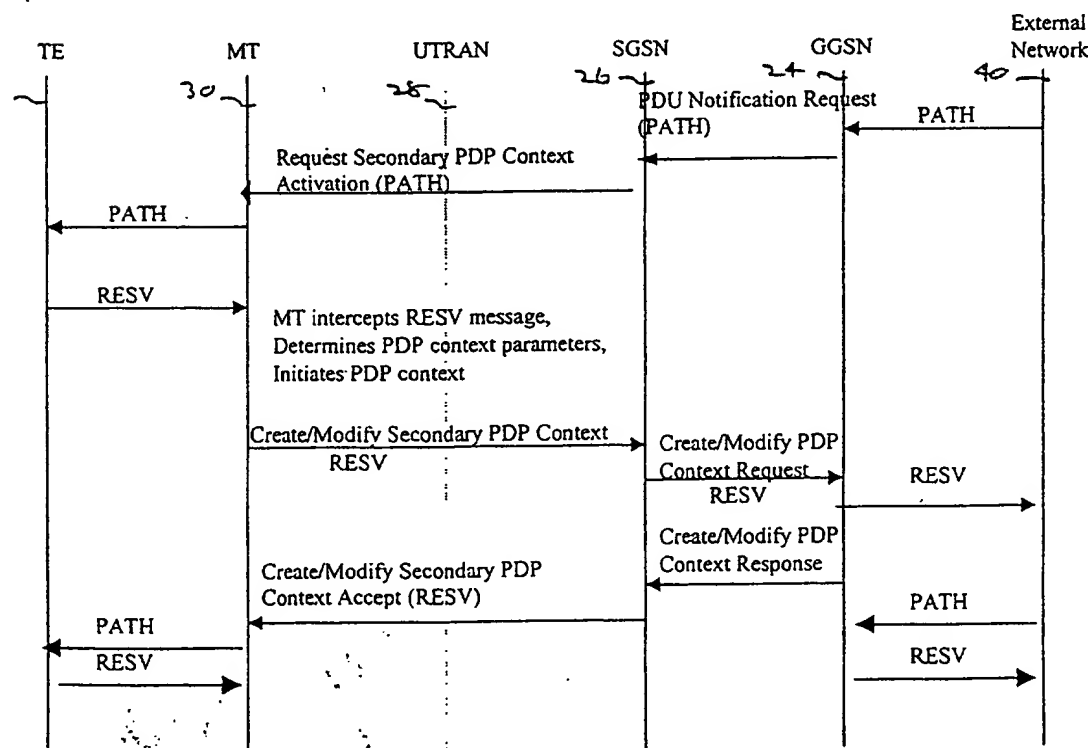 External
TE MT UTRAN SGSN GGSN Network
30 28 26 24 40
PDU Notification Request
(PATH)
PATH
Request Secondary PDP Context
Activation (PATH)
PATH
RESV
MT intercepts RESV message,
Determines PDP context parameters,
Initiates PDP context
Create/Modify Secondary PDP Context
RESV
Create/Modify PDP
Context Request
RESV
RESV
Create/Modify PDP
Context Response
Create/Modify Secondary PDP
Context Accept (RESV)
PATH
PATH
RESV
RESV